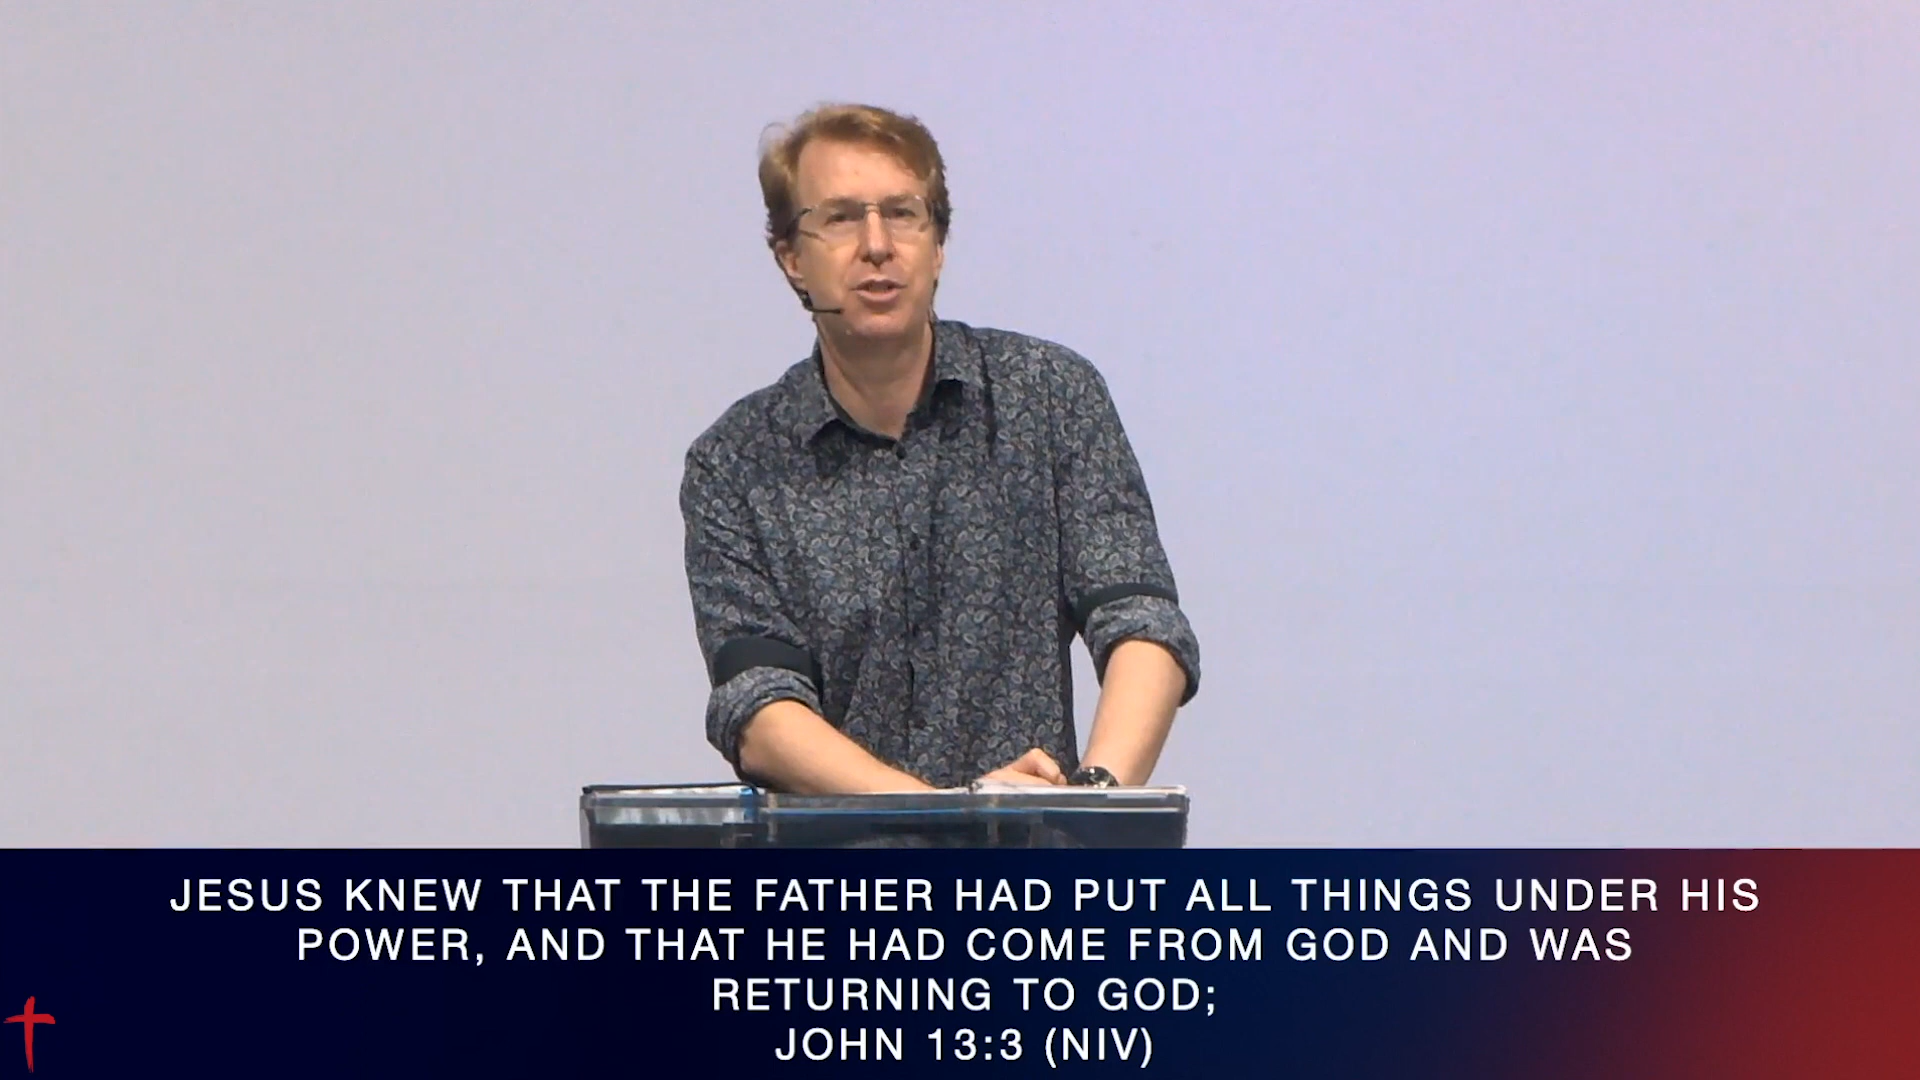 JESUS KNEW THAT THE FATHER HAD PUT ALL THINGS UNDER HIS
POWER, AND THAT HE HAD COME FROM GOD AND WAS
RETURNING TO GOD;
JOHN 13:3 (NIV)